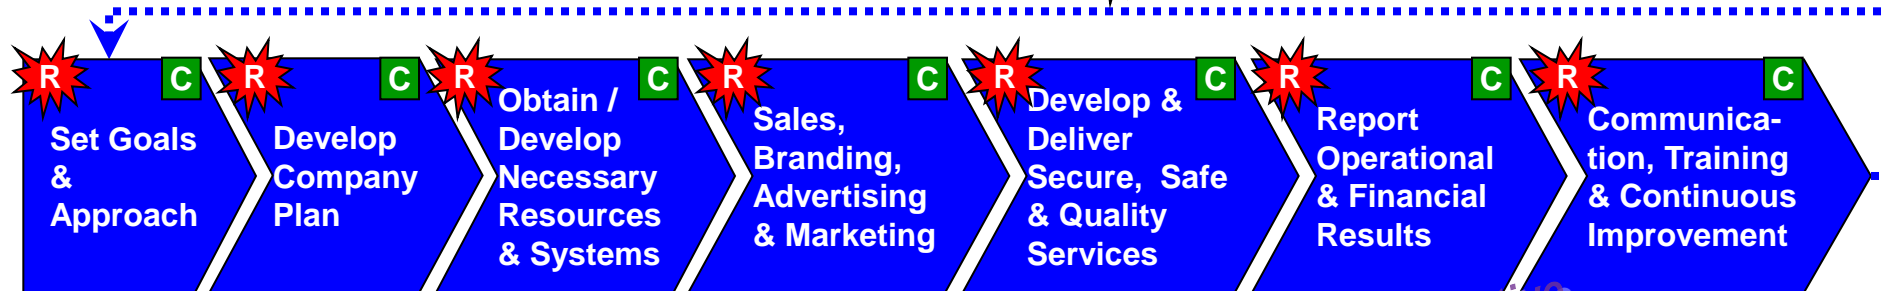 R
C
Set Goals
&
Approach
R
C
Develop
Company
Plan
R
C
Obtain /
Develop
Necessary
Resources
& Systems
R
C
Sales,
Branding,
Advertising
& Marketing
R
C
Develop &
Deliver
Secure, Safe
& Quality
Services
R
C
Report
Operational
& Financial
Results
R
C
Communica-
tion, Training
& Continuous
Improvement